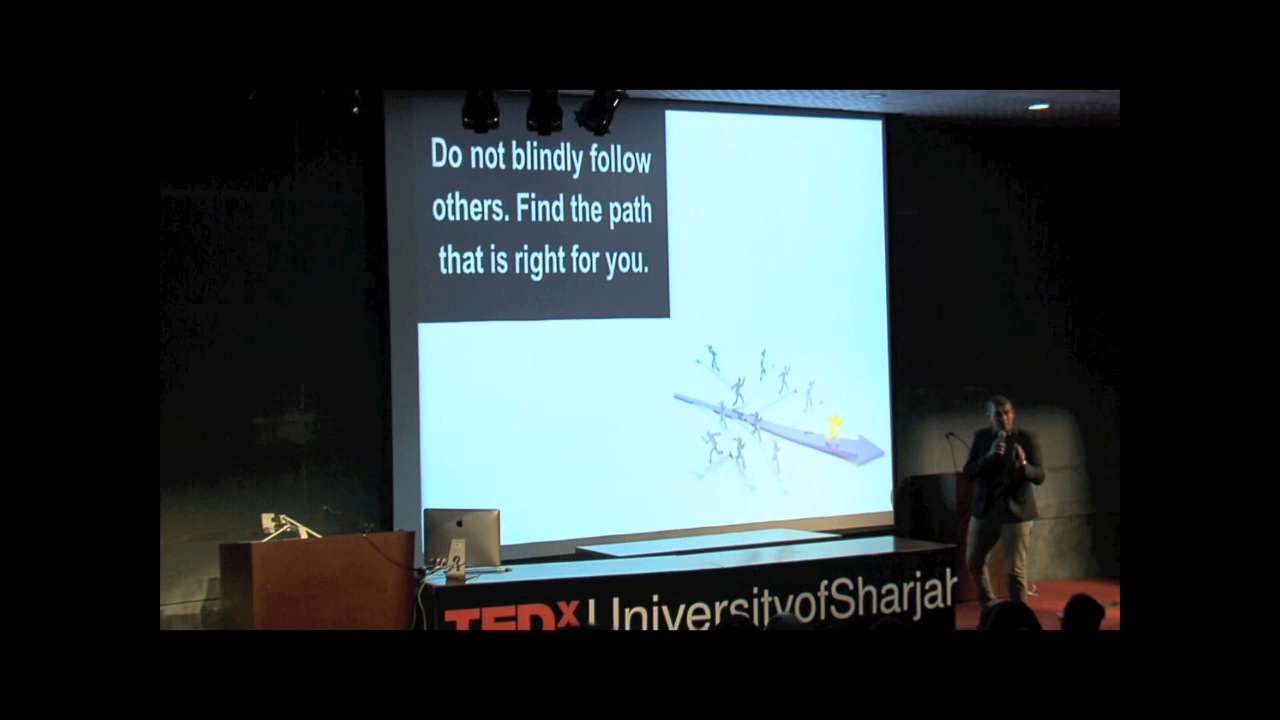 Do not blindly follow
others. Find the path
that is right for you.
TEDxUniversityofSharjah